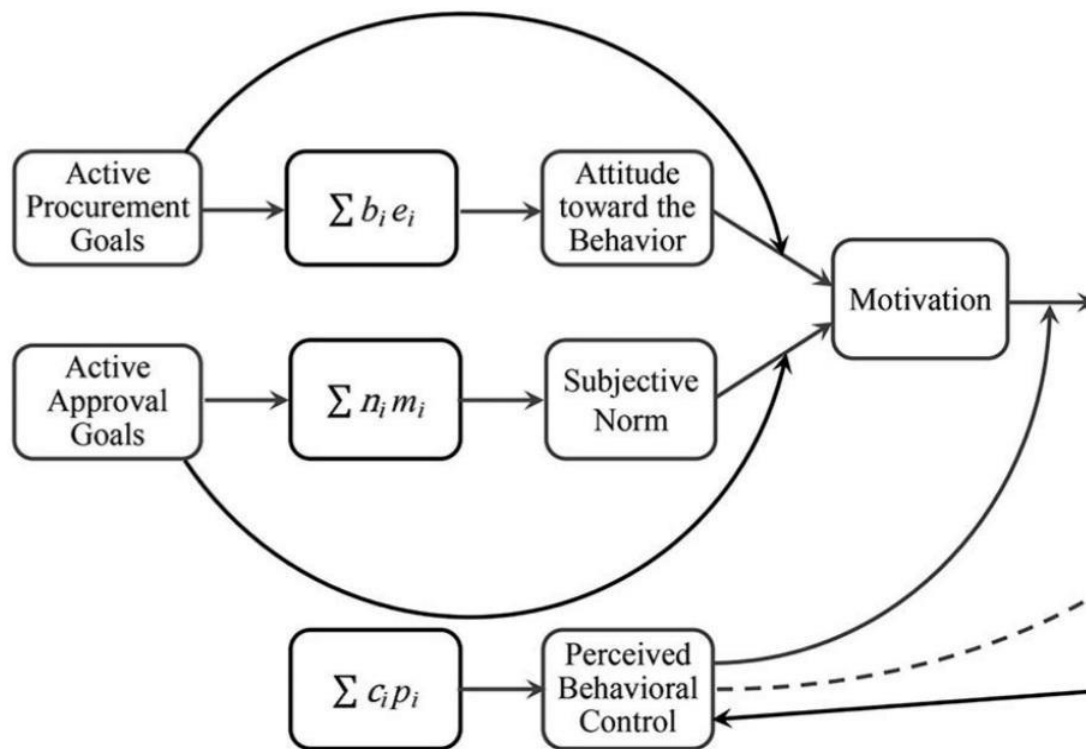 Active
Procurement
Goals
∑ bᵢ eᵢ
Attitude
toward the
Behavior
Motivation
Active
Approval
Goals
∑ nᵢ mᵢ
Subjective
Norm
∑ cᵢ pᵢ
Perceived
Behavioral
Control